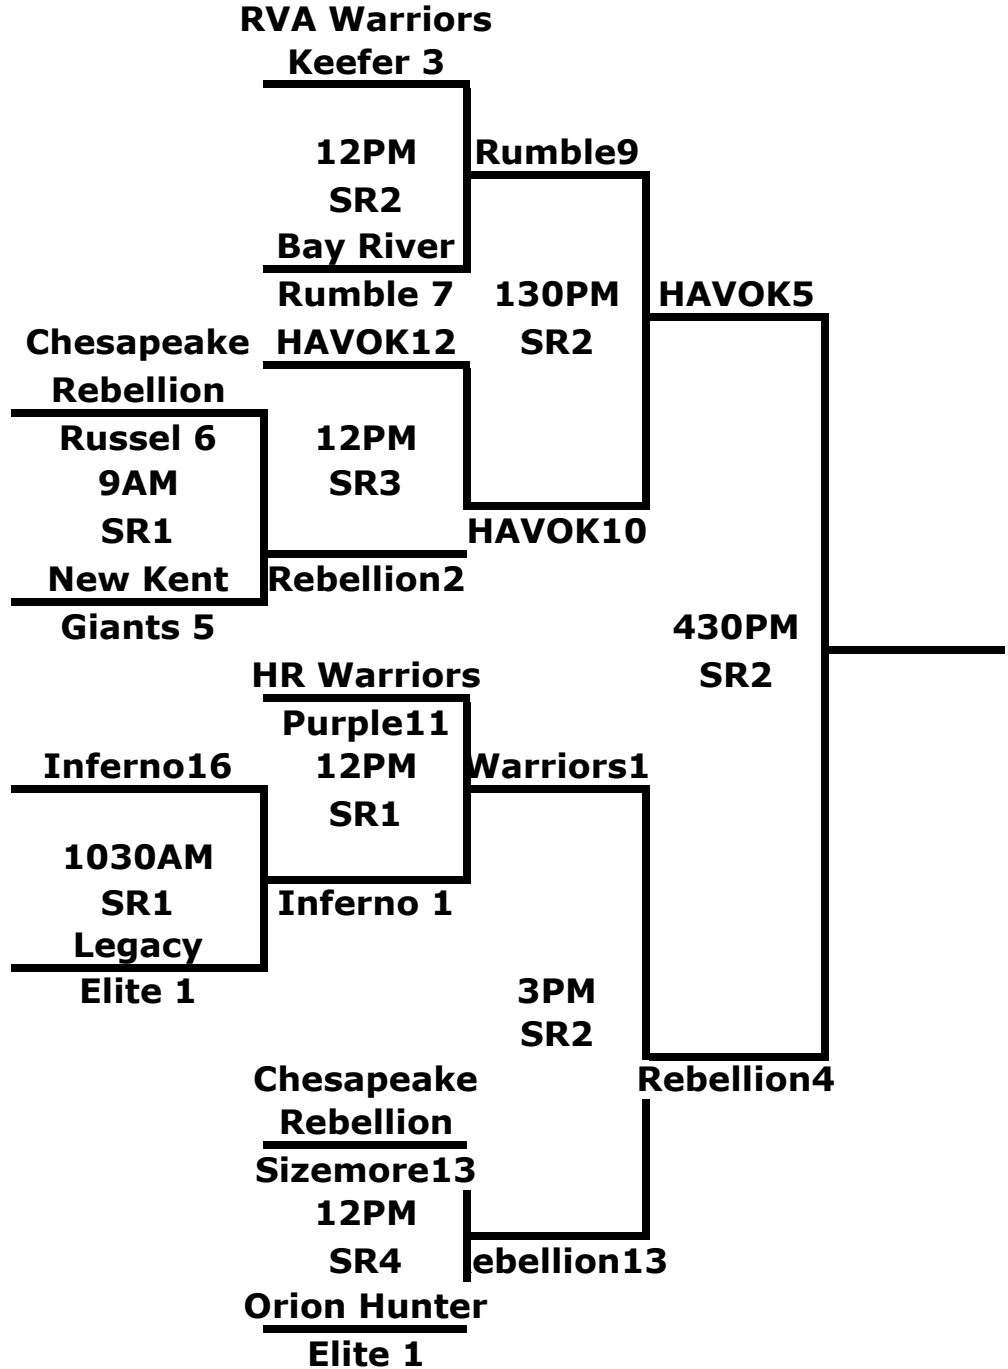 RVA Warriors
Keefer 3
12PM
SR2
Rumble9
Bay River
Rumble 7
130PM
SR2
HAVOK5
Chesapeake
Rebellion
Russel 6
HAVOK12
12PM
SR3
9AM
SR1
HAVOK10
New Kent
Giants 5
Rebellion2
430PM
SR2
HR Warriors
Purple11
Inferno16
12PM
SR1
Warriors1
1030AM
SR1
Inferno 1
Legacy
Elite 1
3PM
SR2
Rebellion4
Chesapeake
Rebellion
Sizemore13
12PM
SR4
ebellion13
Orion Hunter
Elite 1